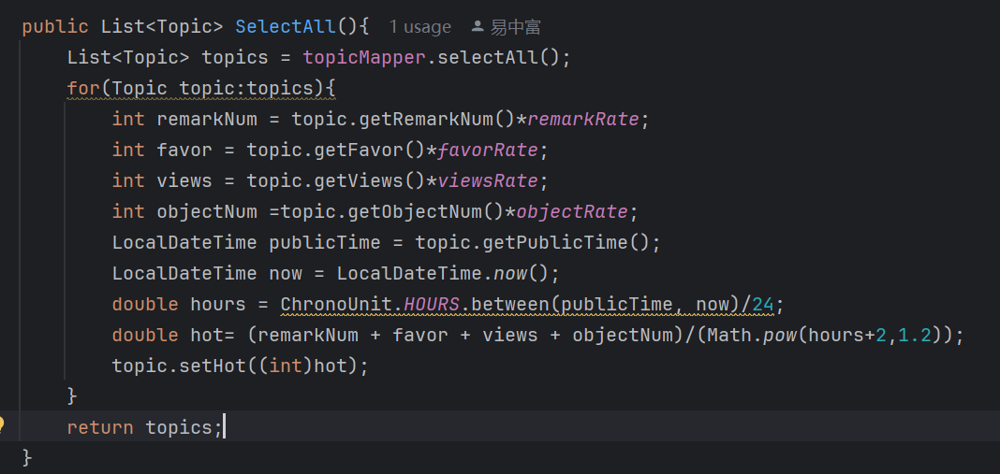 public List<Topic> SelectAll(){ 1 usage 易中富
List<Topic> topics = topicMapper.selectAll();
for(Topic topic:topics){
int remarkNum = topic.getRemarkNum()*remarkRate;
int favor = topic.getFavor()*favorRate;
int views = topic.getViews()*viewsRate;
int objectNum =topic.getObjectNum()*objectRate;
LocalDateTime publicTime = topic.getPublicTime();
LocalDateTime now = LocalDateTime.now();
double hours = ChronoUnit.HOURS.between(publicTime, now)/24;
double hot= (remarkNum + favor + views + objectNum)/(Math.pow(hours+2,1.2));
topic.setHot((int)hot);
}
return topics;
}